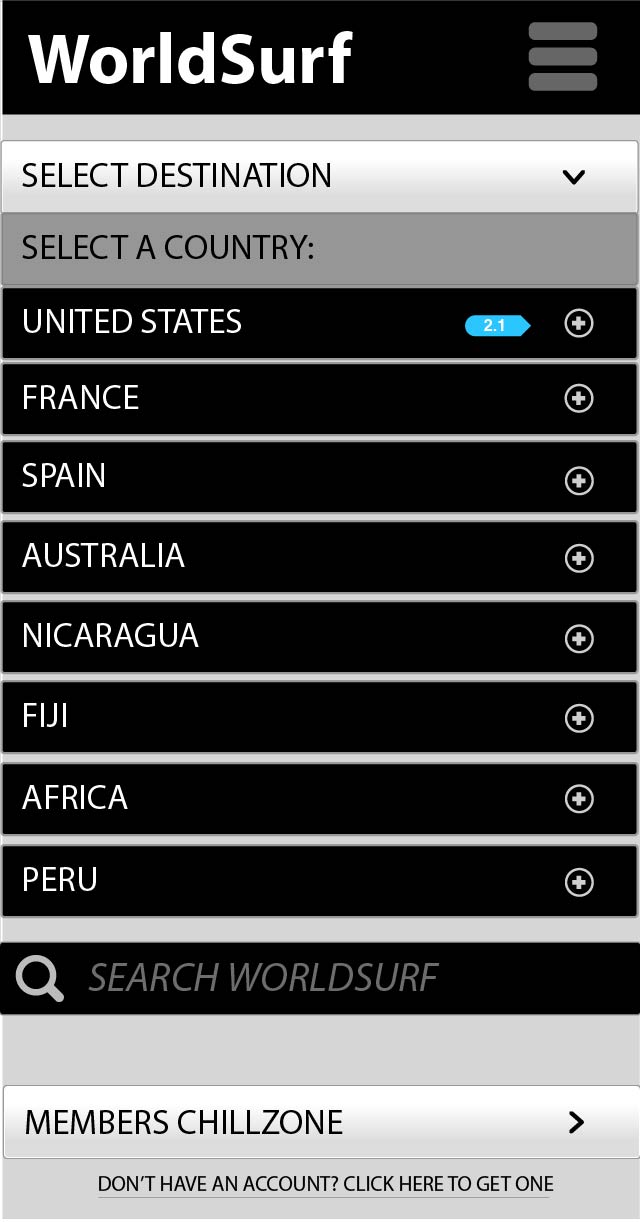 WorldSurf
SELECT DESTINATION
SELECT A COUNTRY:
UNITED STATES 2.1
FRANCE
SPAIN
AUSTRALIA
NICARAGUA
FIJI
AFRICA
PERU
SEARCH WORLDSURF
MEMBERS CHILLZONE
DON'T HAVE AN ACCOUNT? CLICK HERE TO GET ONE